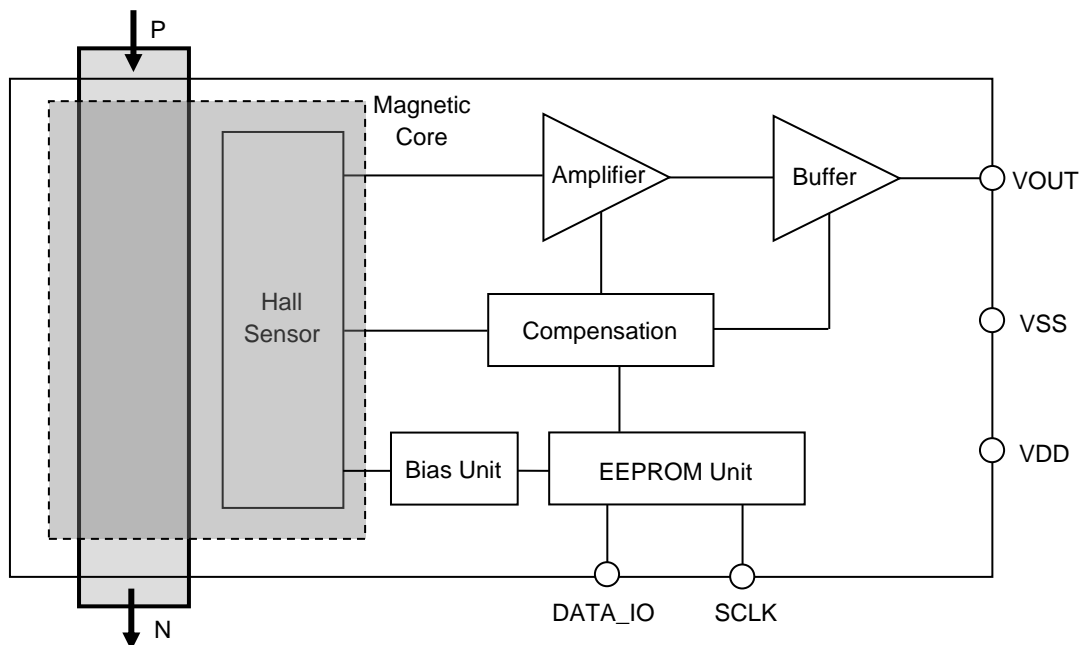 P
Magnetic
Core
Amplifier
Buffer
VOUT
Hall
Sensor
Compensation
VSS
Bias Unit
EEPROM Unit
VDD
DATA_IO
SCLK
N